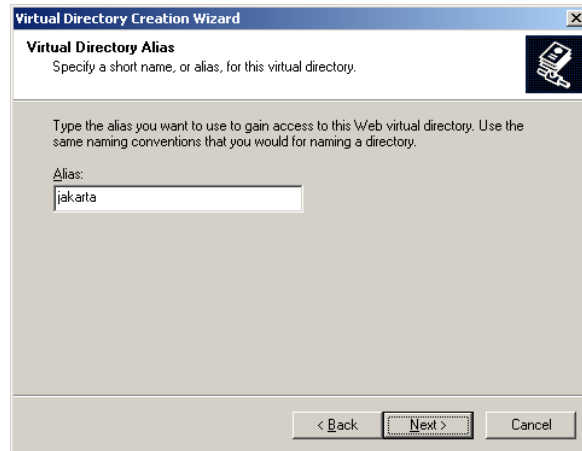 Virtual Directory Creation Wizard
Virtual Directory Alias
Specify a short name, or alias, for this virtual directory.
Type the alias you want to use to gain access to this Web virtual directory. Use the
same naming conventions that you would for naming a directory.
Alias:
jakarta
< Back Next > Cancel